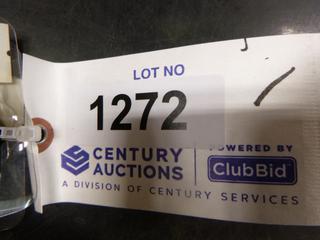 LOT NO
1272
CENTURY
AUCTIONS
POWERED BY
ClubBid
A DIVISION OF CENTURY SERVICES